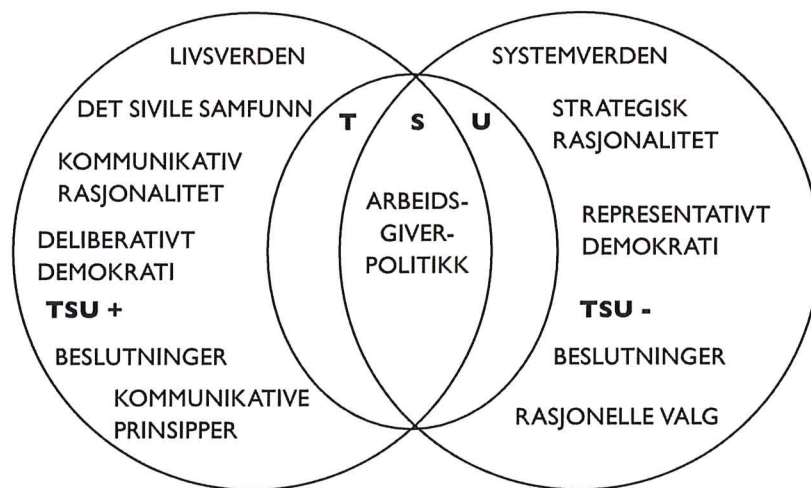 LIVSVERDEN
DET SIVILE SAMFUNN
KOMMUNIKATIV
RASJONALITET
DELIBERATIVT
DEMOKRATI
TSU +
BESLUTNINGER
KOMMUNIKATIVE
PRINSIPPER
T S U
ARBEIDS-
GIVER-
POLITIKK
SYSTEMVERDEN
STRATEGISK
RASJONALITET
REPRESENTATIVT
DEMOKRATI
TSU -
BESLUTNINGER
RASJONELLE VALG